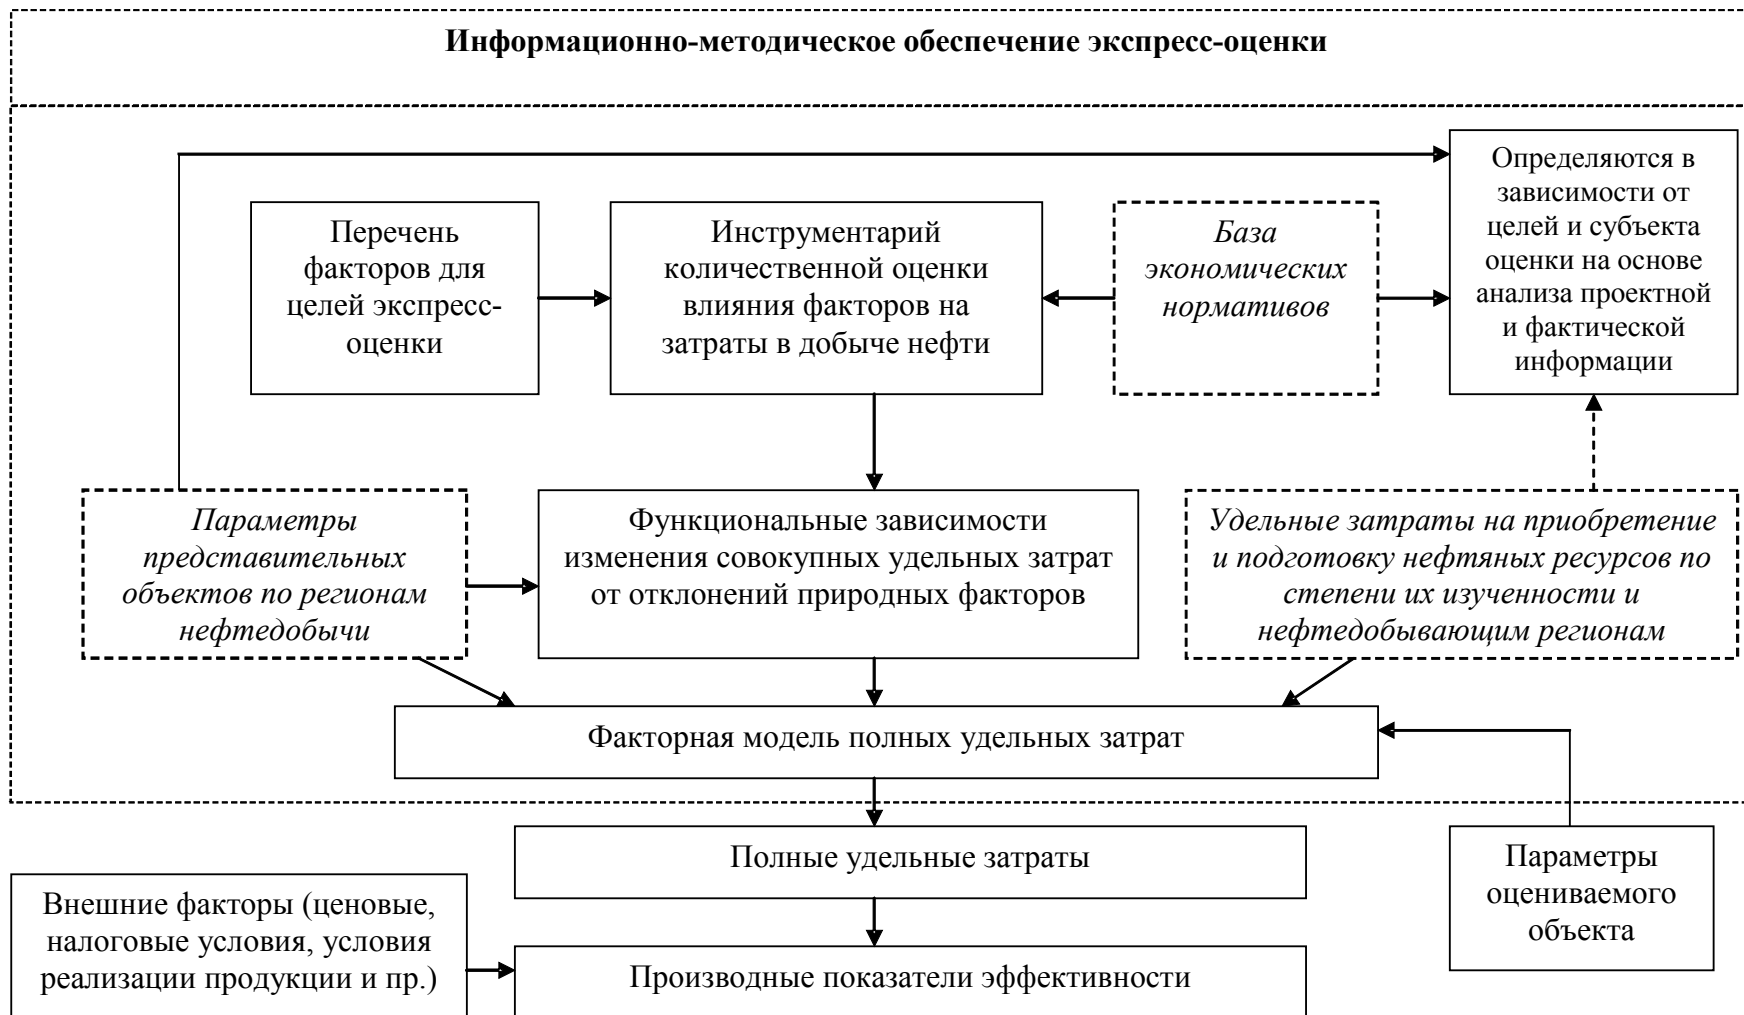 Информационно-методическое обеспечение экспресс-оценки
Определяются в
зависимости от
целей и субъекта
оценки на основе
анализа проектной
и фактической
информации
Перечень
факторов для
целей экспресс-
оценки
Инструментарий
количественной оценки
влияния факторов на
затраты в добыче нефти
База
экономических
нормативов
Параметры
представительных
объектов по регионам
нефтедобычи
Функциональные зависимости
изменения совокупных удельных затрат
от отклонений природных факторов
Удельные затраты на приобретение
и подготовку нефтяных ресурсов по
степени их изученности и
нефтедобывающим регионам
Факторная модель полных удельных затрат
Полные удельные затраты
Параметры
оцениваемого
объекта
Внешние факторы (ценовые,
налоговые условия, условия
реализации продукции и пр.)
Производные показатели эффективности